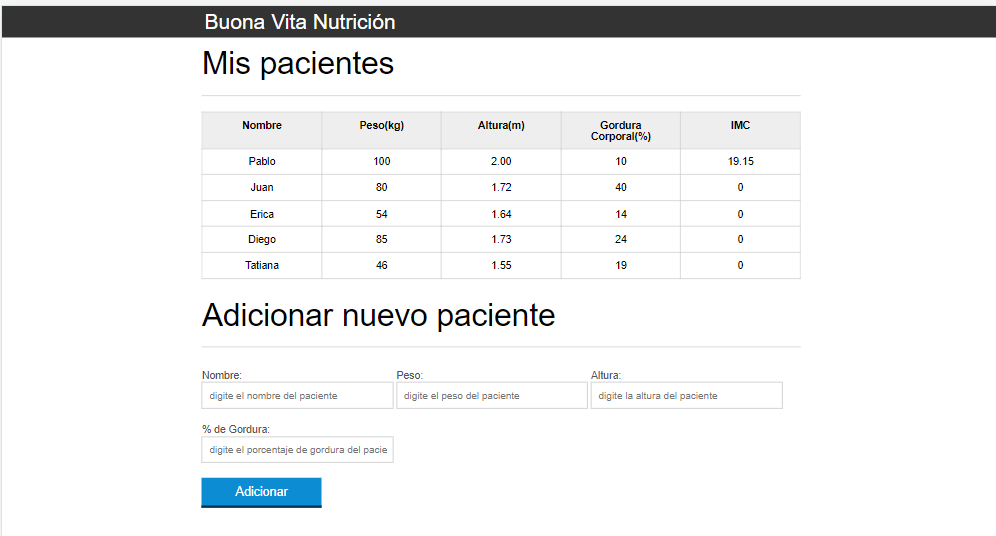 Buona Vita Nutrición
Mis pacientes
Nombre Peso(kg) Altura(m) Gordura Corporal(%) IMC
Pablo 100 2.00 10 19.15
Juan 80 1.72 40 0
Erica 54 1.64 14 0
Diego 85 1.73 24 0
Tatiana 46 1.55 19 0
Adicionar nuevo paciente
Nombre: Peso: Altura:
digite el nombre del paciente digite el peso del paciente digite la altura del paciente
% de Gordura:
digite el porcentaje de gordura del pacie
Adicionar